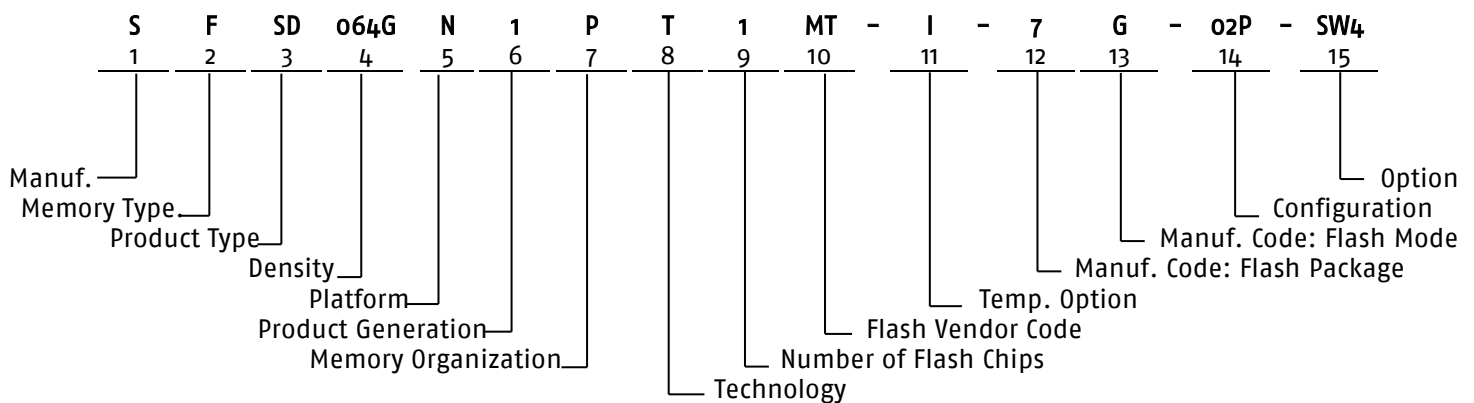 S F SD 064G N 1 P T 1 MT - I - 7 G - 02P - SW4
1 2 3 4 5 6 7 8 9 10 11 12 13 14 15
Manuf. Option
Memory Type. Configuration
Product Type Manuf. Code: Flash Mode
Density Manuf. Code: Flash Package
Platform Temp. Option
Product Generation Flash Vendor Code
Memory Organization Number of Flash Chips
Technology